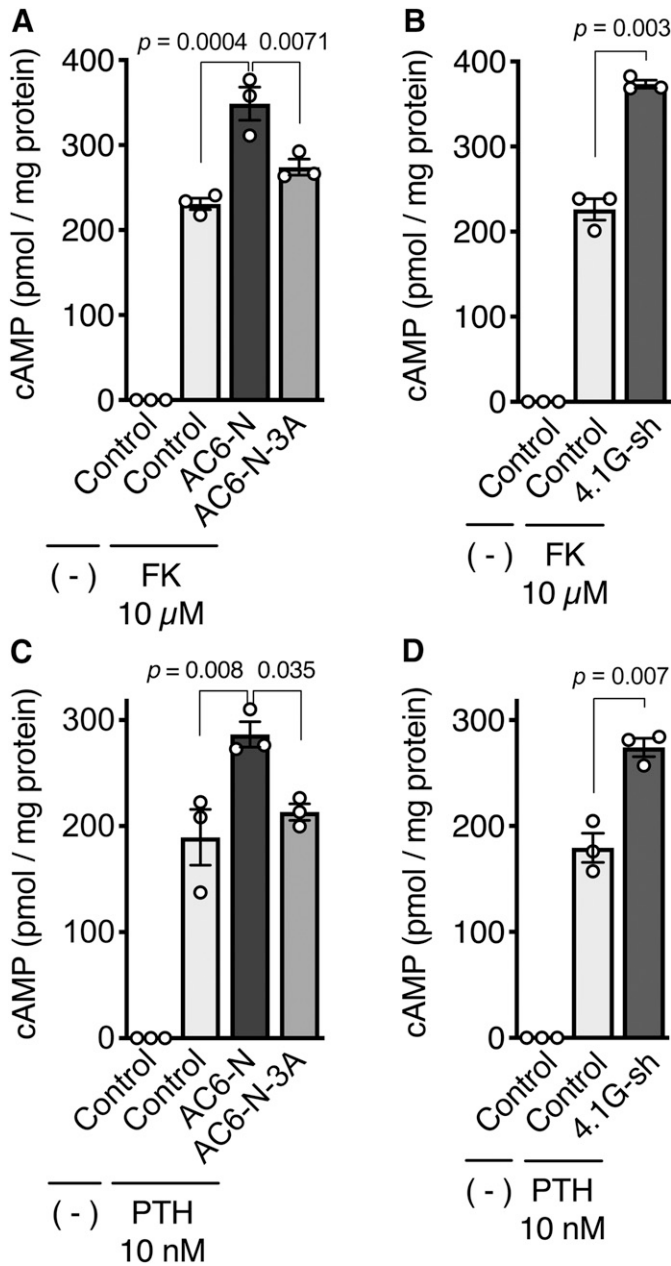 A
p = 0.0004 0.0071
cAMP (pmol / mg protein)
400
300
200
100
0
Control
Control
AC6-N
AC6-N-3A
(-)
FK
10 µM
B
p = 0.003
cAMP (pmol / mg protein)
400
300
200
100
0
Control
Control
4.1G-sh
(-)
FK
10 µM
C
p = 0.008 0.035
cAMP (pmol / mg protein)
300
200
100
0
Control
Control
AC6-N
AC6-N-3A
(-)
PTH
10 nM
D
p = 0.007
cAMP (pmol / mg protein)
300
200
100
0
Control
Control
4.1G-sh
(-)
PTH
10 nM